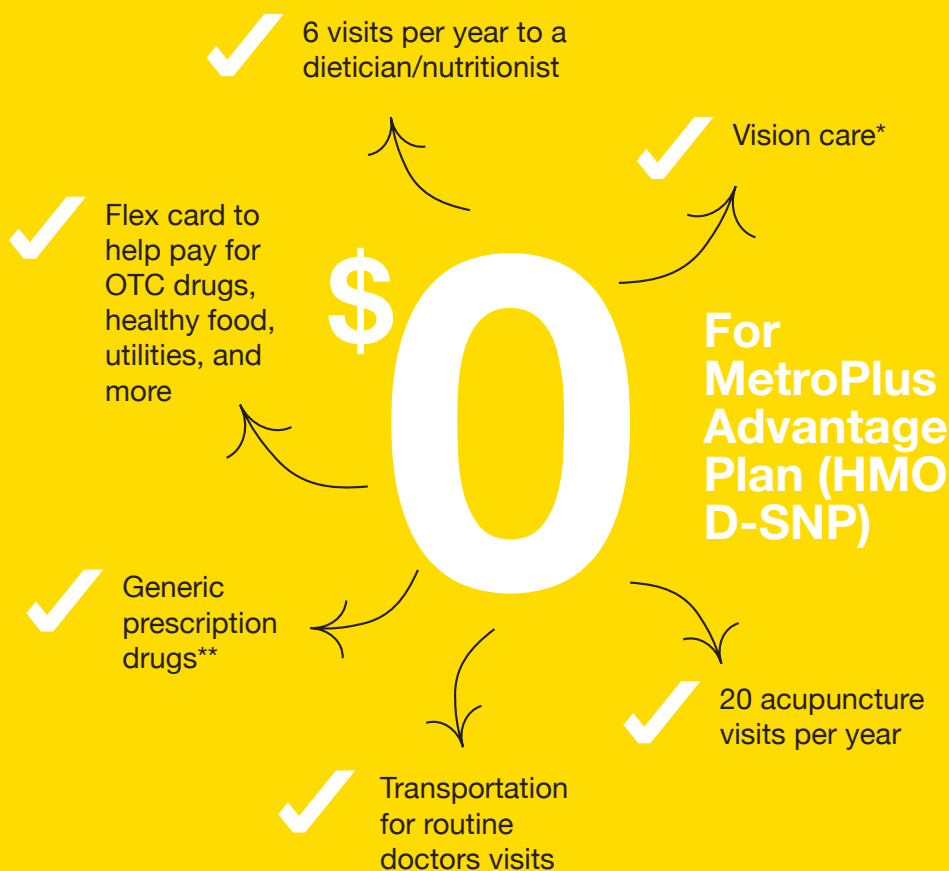 6 visits per year to a
dietician/nutritionist
Vision care*
Flex card to
help pay for
OTC drugs,
healthy food,
utilities, and
more
$0
For
MetroPlus
Advantage
Plan (HMO
D-SNP)
Generic
prescription
drugs**
20 acupuncture
visits per year
Transportation
for routine
doctors visits